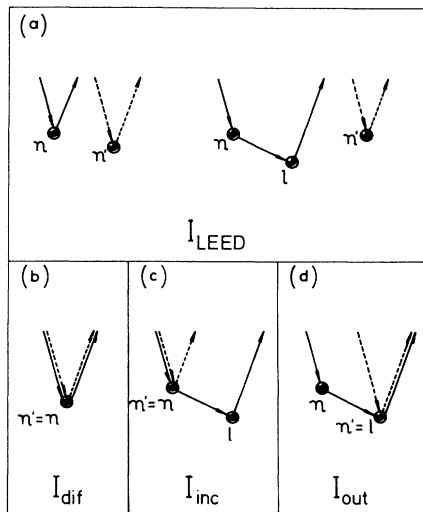 (a)
n
n'
n
l
n'
I_LEED
(b)
n'=n
I_dif
(c)
n'=n
l
I_inc
(d)
n
n'=l
I_out